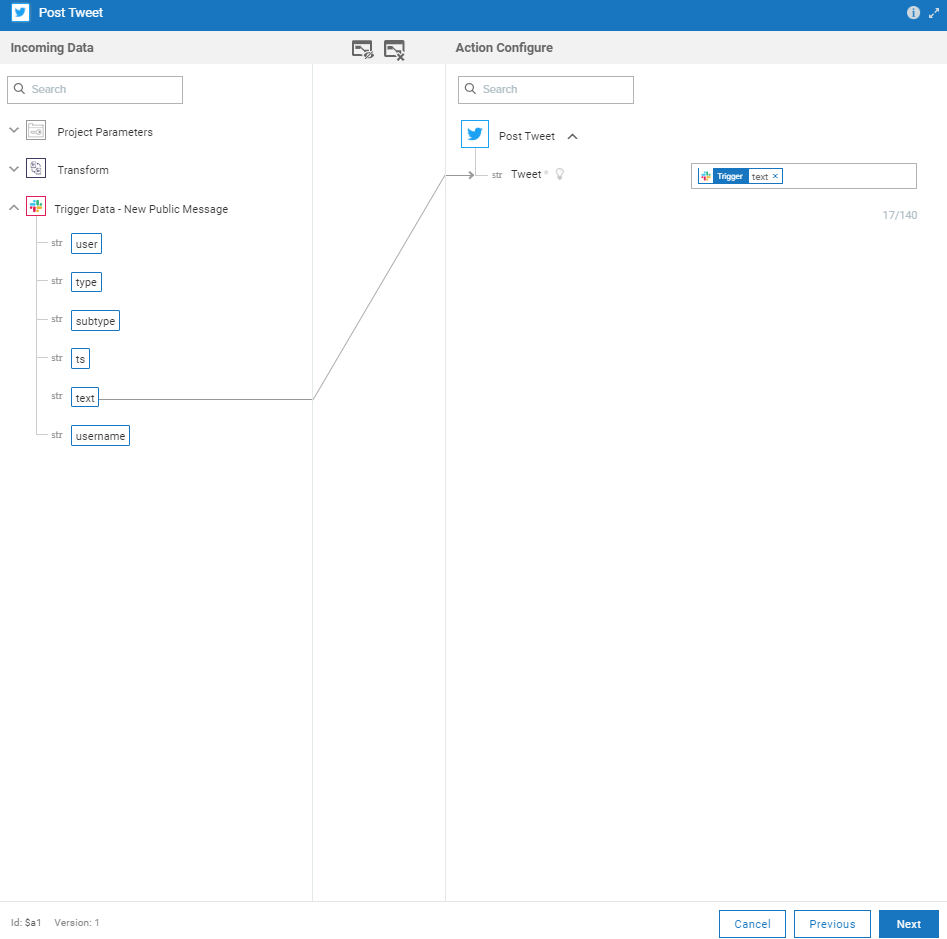 Post Tweet
Incoming Data
Action Configure
Search
Search
Project Parameters
Transform
Trigger Data - New Public Message
str user
str type
str subtype
str ts
str text
str username
Post Tweet
str Tweet *
Trigger text ×
17/140
Id: $a1 Version: 1
Cancel
Previous
Next